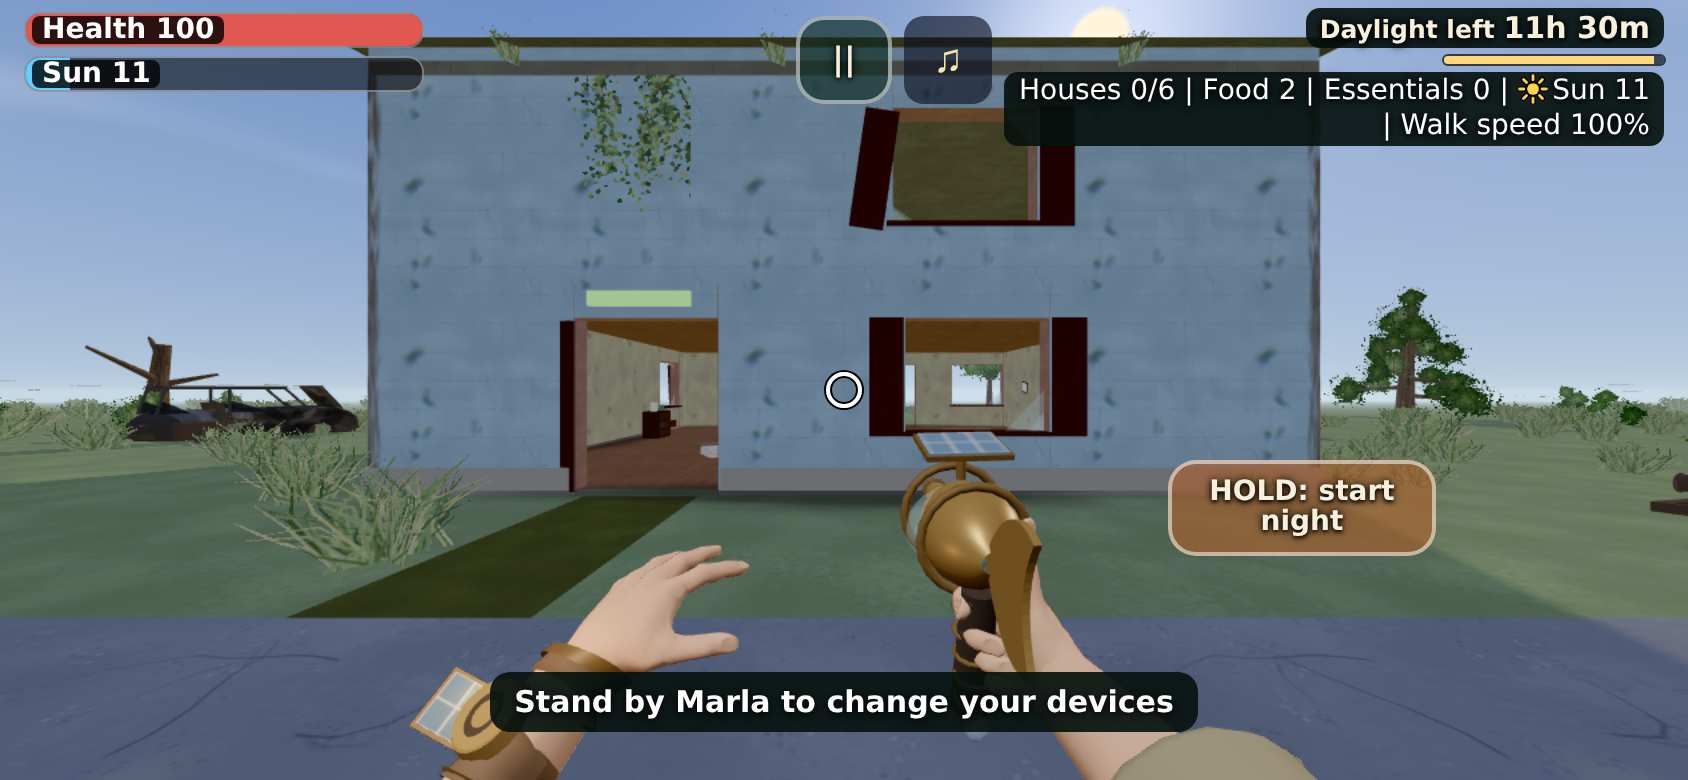 Health 100
Sun 11
Daylight left 11h 30m
Houses 0/6 | Food 2 | Essentials 0 | ☀Sun 11
| Walk speed 100%
HOLD: start
night
Stand by Marla to change your devices